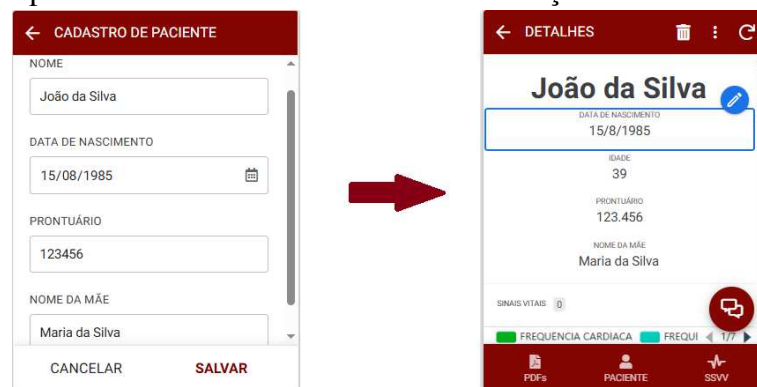 CADASTRO DE PACIENTE
NOME
João da Silva
DATA DE NASCIMENTO
15/08/1985
PRONTUÁRIO
123456
NOME DA MÃE
Maria da Silva
CANCELAR SALVAR
DETALHES
João da Silva
DATA DE NASCIMENTO
15/8/1985
IDADE
39
PRONTUÁRIO
123.456
NOME DA MÃE
Maria da Silva
SINAIS VITAIS 0
FREQUÊNCIA CARDÍACA FREQUI 1/7
PDFs PACIENTE SSVV